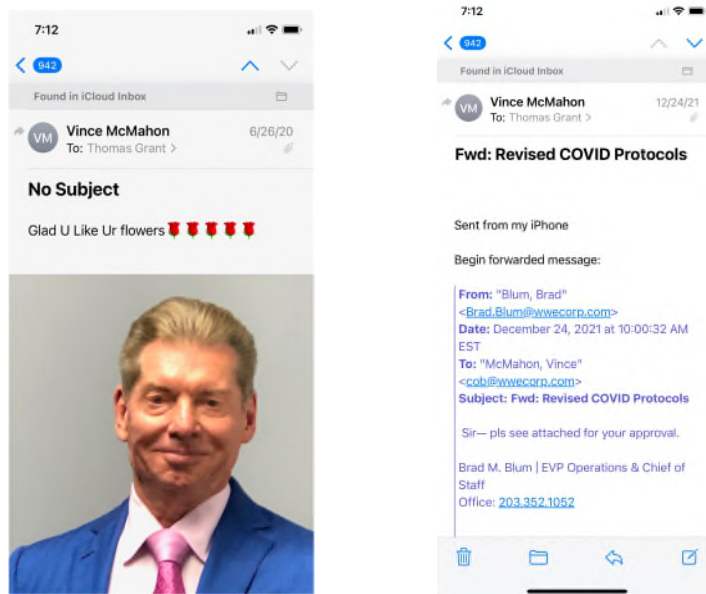 7:12
942
Found in iCloud Inbox
VM
Vince McMahon
6/26/20
To: Thomas Grant >
No Subject
Glad U Like Ur flowers🌹🌹🌹🌹🌹
7:12
942
Found in iCloud Inbox
VM
Vince McMahon
12/24/21
To: Thomas Grant >
Fwd: Revised COVID Protocols
Sent from my iPhone
Begin forwarded message:
From: "Blum, Brad"
<Brad.Blum@wwecorp.com>
Date: December 24, 2021 at 10:00:32 AM
EST
To: "McMahon, Vince"
<cob@wwecorp.com>
Subject: Fwd: Revised COVID Protocols
Sir— pls see attached for your approval.
Brad M. Blum | EVP Operations & Chief of
Staff
Office: 203.352.1052